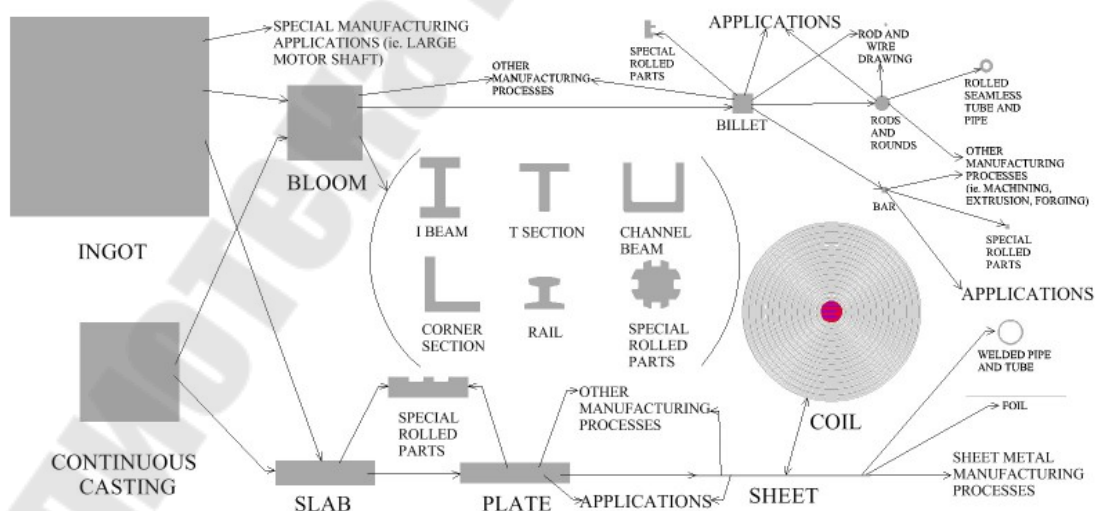 SPECIAL MANUFACTURING
APPLICATIONS (ie. LARGE
MOTOR SHAFT)
INGOT
BLOOM
OTHER
MANUFACTURING
PROCESSES
SPECIAL
ROLLED
PARTS
APPLICATIONS
ROD AND
WIRE
DRAWING
BILLET
RODS
AND
ROUNDS
ROLLED
SEAMLESS
TUBE AND
PIPE
OTHER
MANUFACTURING
PROCESSES
(ie. MACHINING,
EXTRUSION, FORGING)
BAR
SPECIAL
ROLLED
PARTS
APPLICATIONS
I BEAM
T SECTION
CHANNEL
BEAM
CORNER
SECTION
RAIL
SPECIAL
ROLLED
PARTS
COIL
WELDED PIPE
AND TUBE
FOIL
SHEET METAL
MANUFACTURING
PROCESSES
CONTINUOUS
CASTING
SLAB
SPECIAL
ROLLED
PARTS
PLATE
OTHER
MANUFACTURING
PROCESSES
APPLICATIONS
SHEET